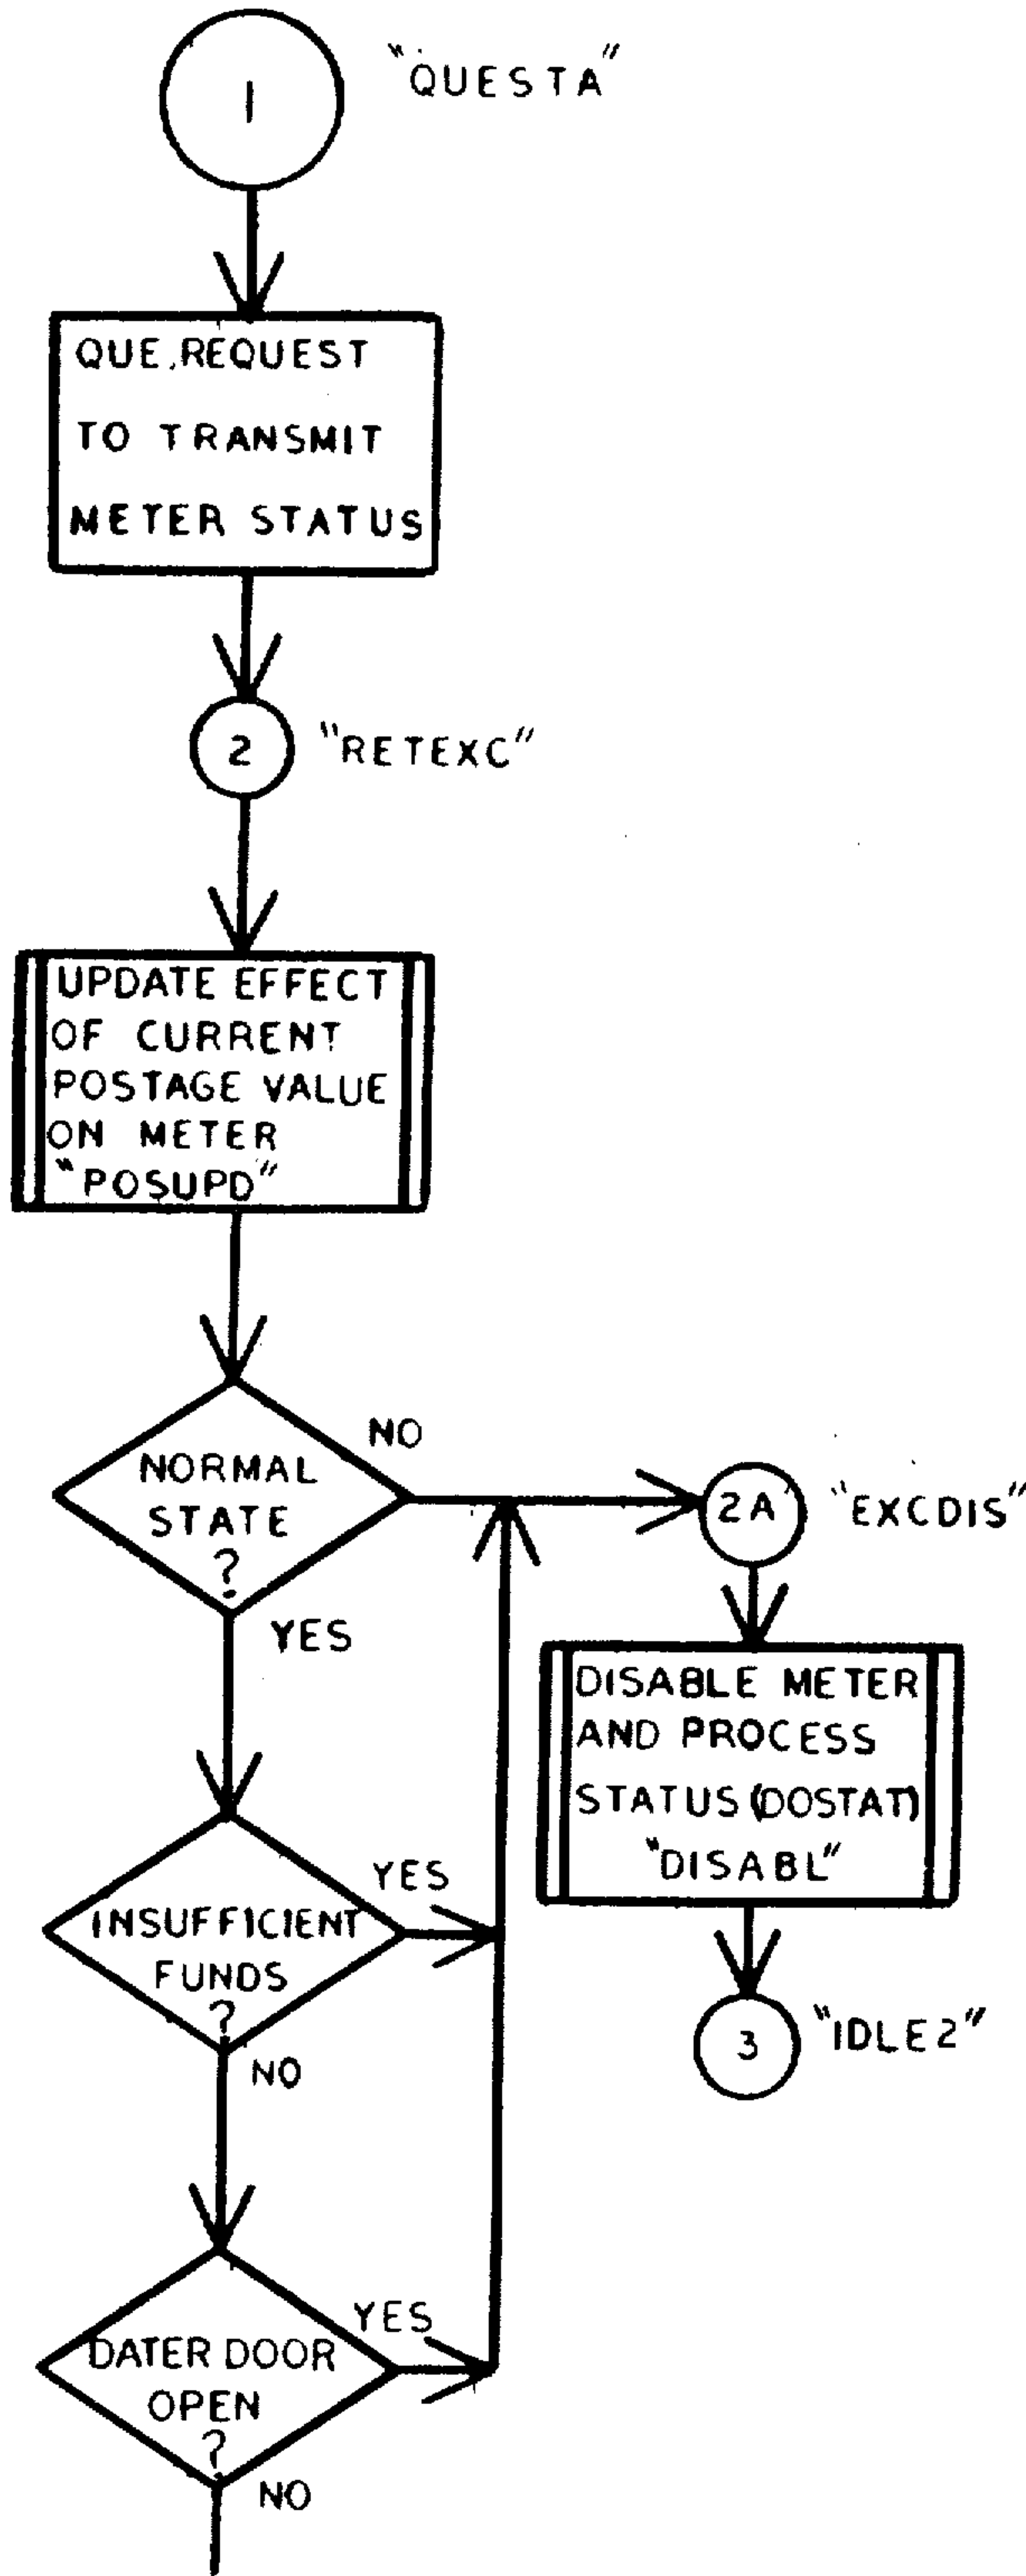 1
"QUESTA"
QUE.REQUEST
TO TRANSMIT
METER STATUS
2
"RETEXC"
UPDATE EFFECT
OF CURRENT
POSTAGE VALUE
ON METER
"POSUPD"
NORMAL
STATE
?
NO
YES
2A
"EXCDIS"
DISABLE METER
AND PROCESS
STATUS (DOSTAT)
"DISABL"
3
"IDLE2"
INSUFFICIENT
FUNDS
?
YES
NO
DATER DOOR
OPEN
?
YES
NO